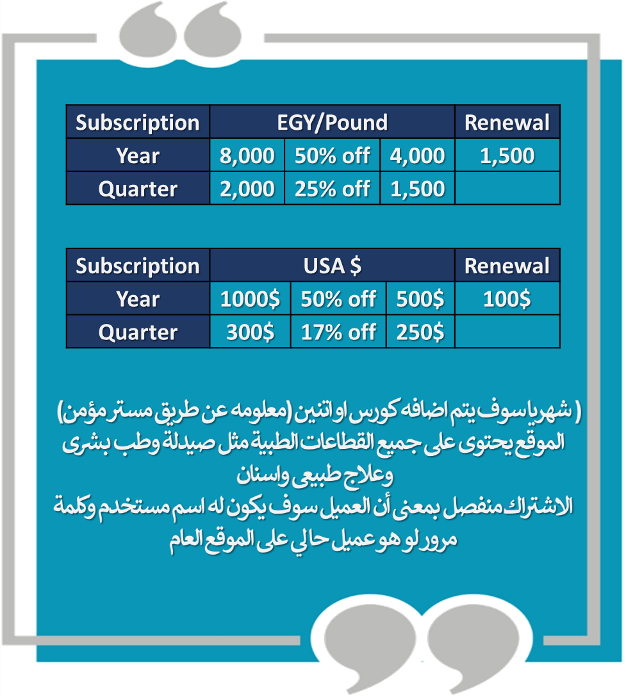 Subscription EGY/Pound Renewal
Year 8,000 50% off 4,000 1,500
Quarter 2,000 25% off 1,500
Subscription USA $ Renewal
Year 1000$ 50% off 500$ 100$
Quarter 300$ 17% off 250$
( شهريا سوف يتم اضافه كورس او اتنين (معلومه عن طريق مستر مؤمن)
الموقع يحتوى على جميع القطاعات الطبية مثل صيدلة وطب بشرى
وعلاج طبيعى واسنان
الاشتراك منفصل بمعنى أن العميل سوف يكون له اسم مستخدم وكلمة
مرور لو هو عميل حالي على الموقع العام